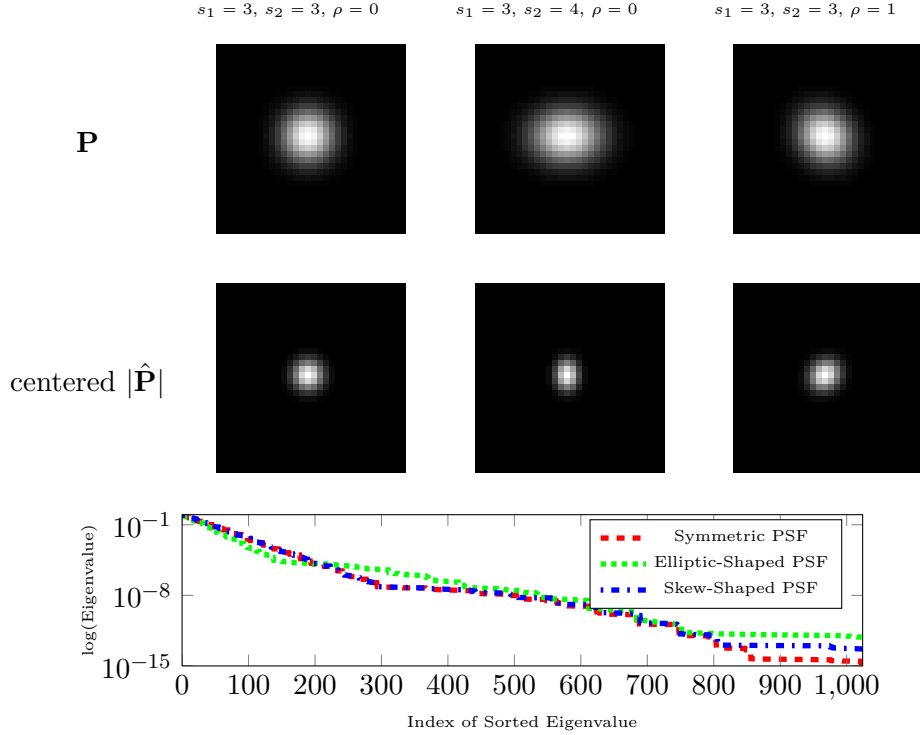 s₁ = 3, s₂ = 3, ρ = 0
s₁ = 3, s₂ = 4, ρ = 0
s₁ = 3, s₂ = 3, ρ = 1
P
centered |P̂|
log(Eigenvalue)
10⁻¹
10⁻⁸
10⁻¹⁵
Symmetric PSF
Elliptic-Shaped PSF
Skew-Shaped PSF
0 100 200 300 400 500 600 700 800 900 1,000
Index of Sorted Eigenvalue